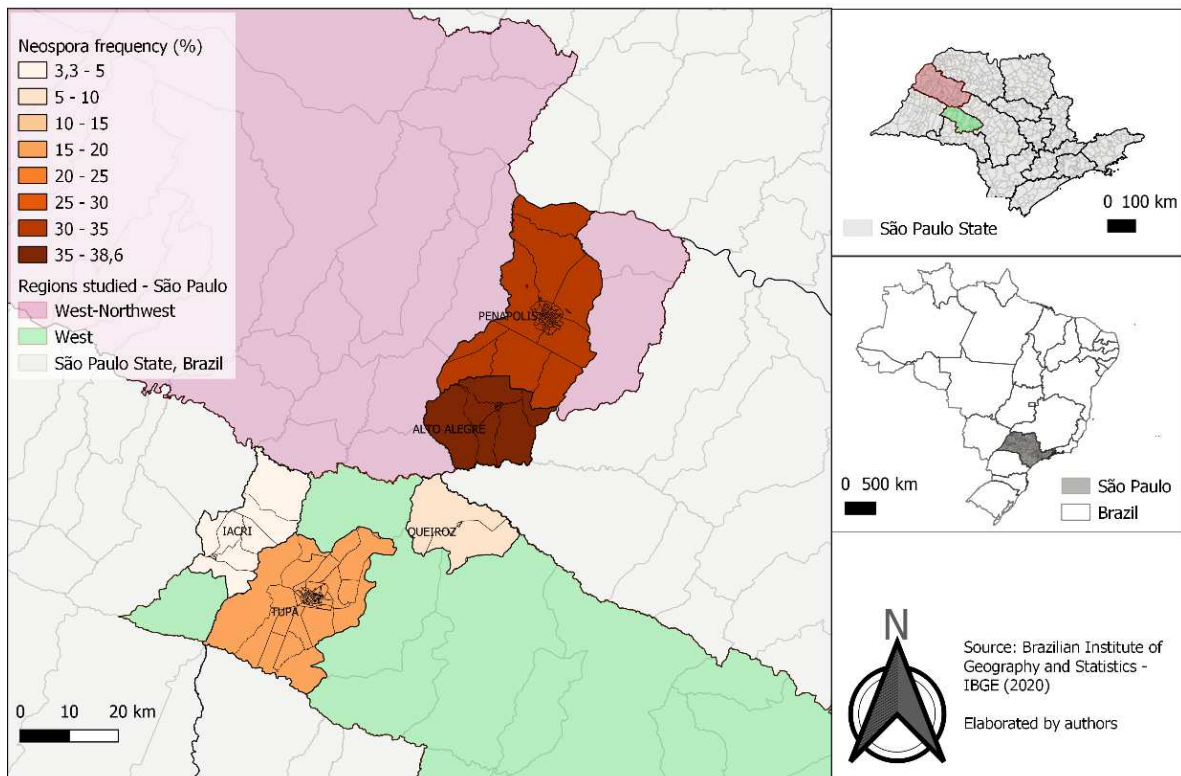 Neospora frequency (%)
3,3 - 5
5 - 10
10 - 15
15 - 20
20 - 25
25 - 30
30 - 35
35 - 38,6
Regions studied - São Paulo
West-Northwest
West
São Paulo State, Brazil
PENAPOLIS
ALTO ALEGRE
IACRI
QUEIROZ
TUPÃ
0 10 20 km
São Paulo State
0 100 km
0 500 km
São Paulo
Brazil
N
Source: Brazilian Institute of
Geography and Statistics -
IBGE (2020)
Elaborated by authors